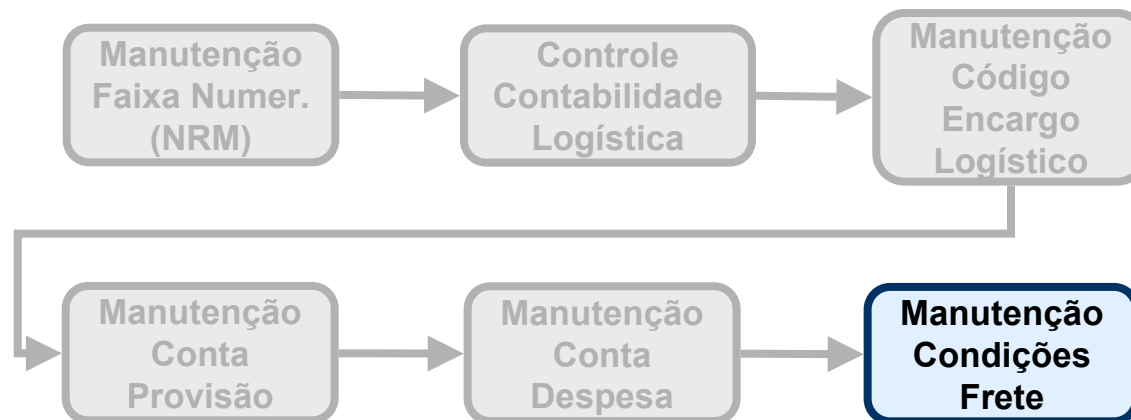 Manutenção
Faixa Numer.
(NRM)
Controle
Contabilidade
Logística
Manutenção
Código
Encargo
Logístico
Manutenção
Conta
Provisão
Manutenção
Conta
Despesa
Manutenção
Condições
Frete